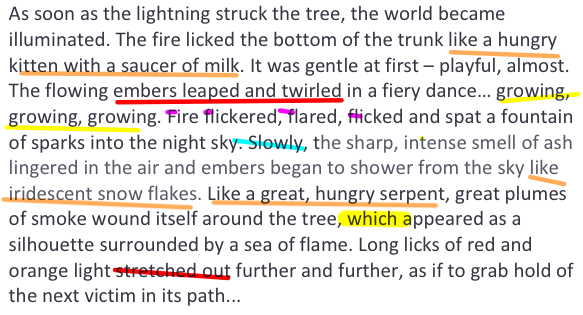 As soon as the lightning struck the tree, the world became
illuminated. The fire licked the bottom of the trunk like a hungry
kitten with a saucer of milk. It was gentle at first – playful, almost.
The flowing embers leaped and twirled in a fiery dance... growing,
growing, growing. Fire flickered, flared, flicked and spat a fountain
of sparks into the night sky. Slowly, the sharp, intense smell of ash
lingered in the air and embers began to shower from the sky like
iridescent snow flakes. Like a great, hungry serpent, great plumes
of smoke wound itself around the tree, which appeared as a
silhouette surrounded by a sea of flame. Long licks of red and
orange light stretched out further and further, as if to grab hold of
the next victim in its path...